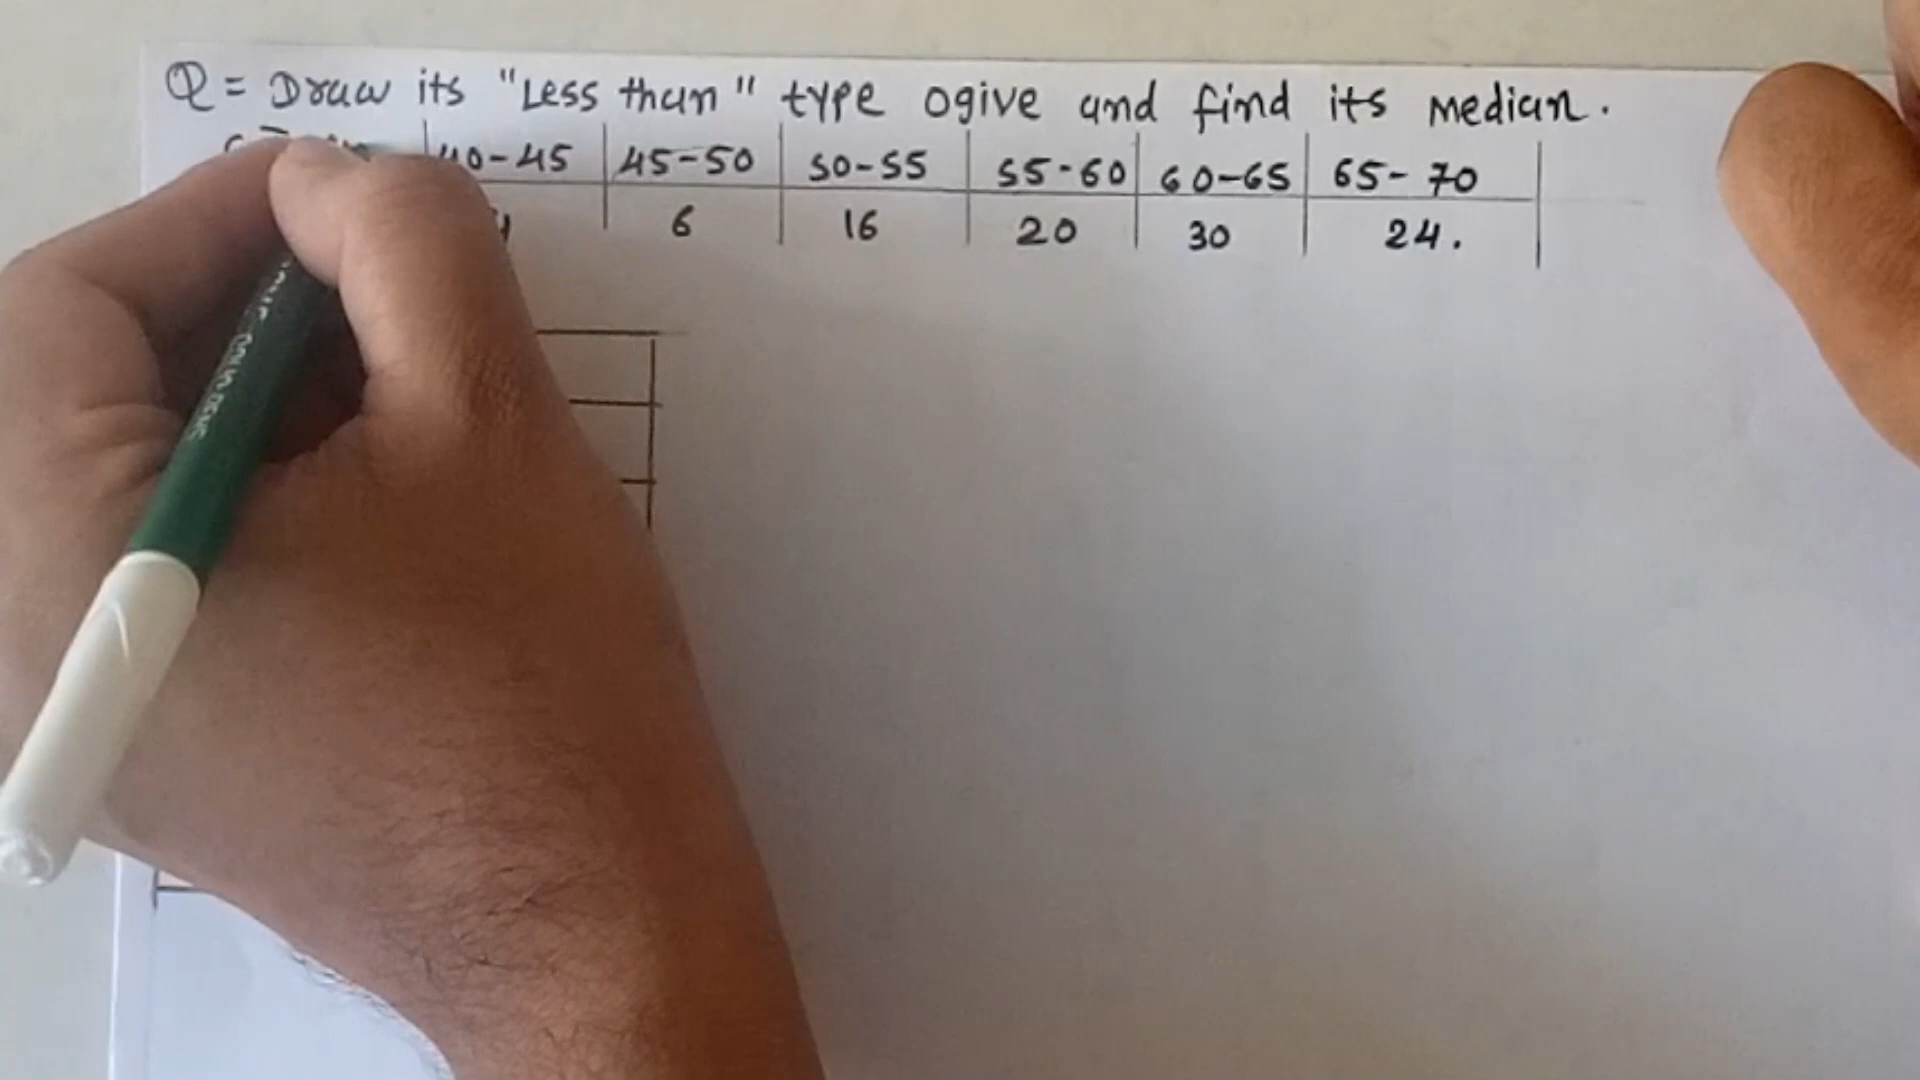 Q = Draw its "Less than" type ogive and find its median.
40-45 45-50 50-55 55-60 60-65 65-70
6 16 20 30 24.